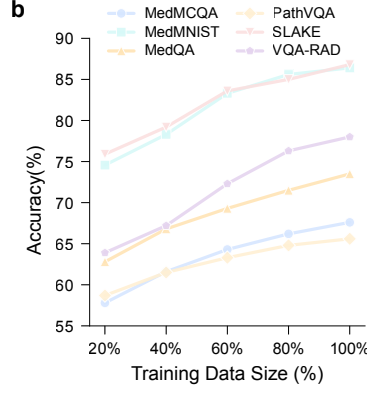 b
MedMCQA PathVQA
MedMNIST SLAKE
MedQA VQA-RAD
90
85
80
75
70
65
60
55
Accuracy(%)
20% 40% 60% 80% 100%
Training Data Size (%)